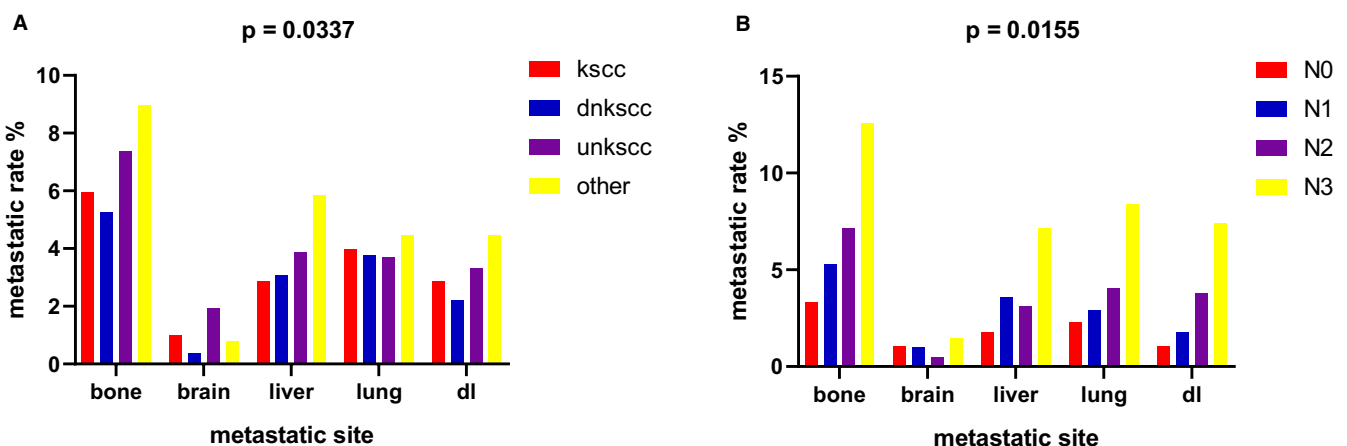 A
p = 0.0337
metastatic rate %
10
8
6
4
2
0
bone brain liver lung dl
metastatic site
kscc
dnkscc
unkscc
other
B
p = 0.0155
metastatic rate %
15
10
5
0
bone brain liver lung dl
metastatic site
N0
N1
N2
N3